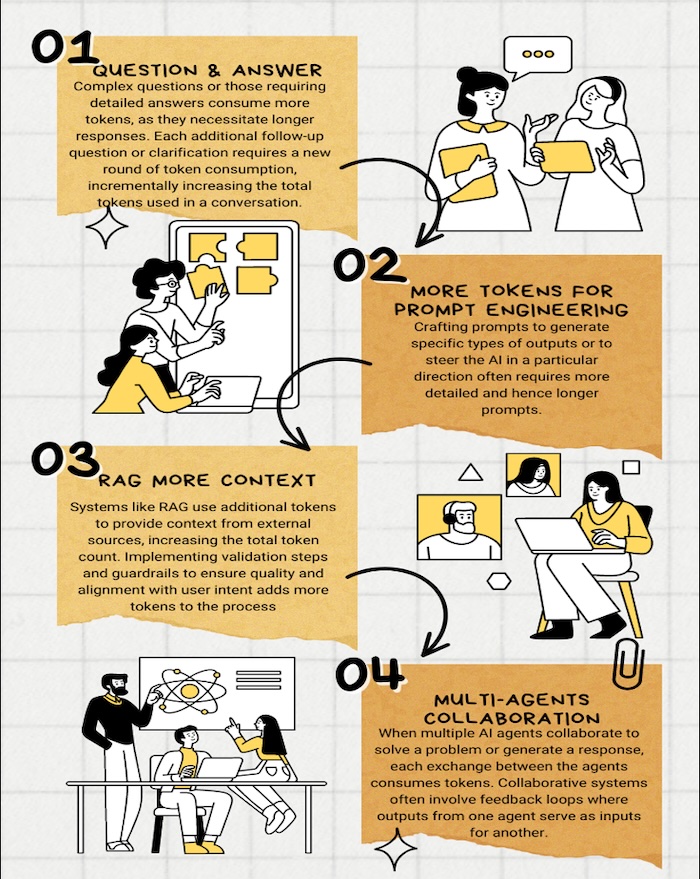 01
QUESTION & ANSWER
Complex questions or those requiring
detailed answers consume more
tokens, as they necessitate longer
responses. Each additional follow-up
question or clarification requires a new
round of token consumption,
incrementally increasing the total
tokens used in a conversation.
02
MORE TOKENS FOR
PROMPT ENGINEERING
Crafting prompts to generate
specific types of outputs or to
steer the AI in a particular
direction often requires more
detailed and hence longer
prompts.
03
RAG MORE CONTEXT
Systems like RAG use additional tokens
to provide context from external
sources, increasing the total token
count. Implementing validation steps
and guardrails to ensure quality and
alignment with user intent adds more
tokens to the process
04
MULTI-AGENTS
COLLABORATION
When multiple AI agents collaborate to
solve a problem or generate a response,
each exchange between the agents
consumes tokens. Collaborative systems
often involve feedback loops where
outputs from one agent serve as inputs
for another.